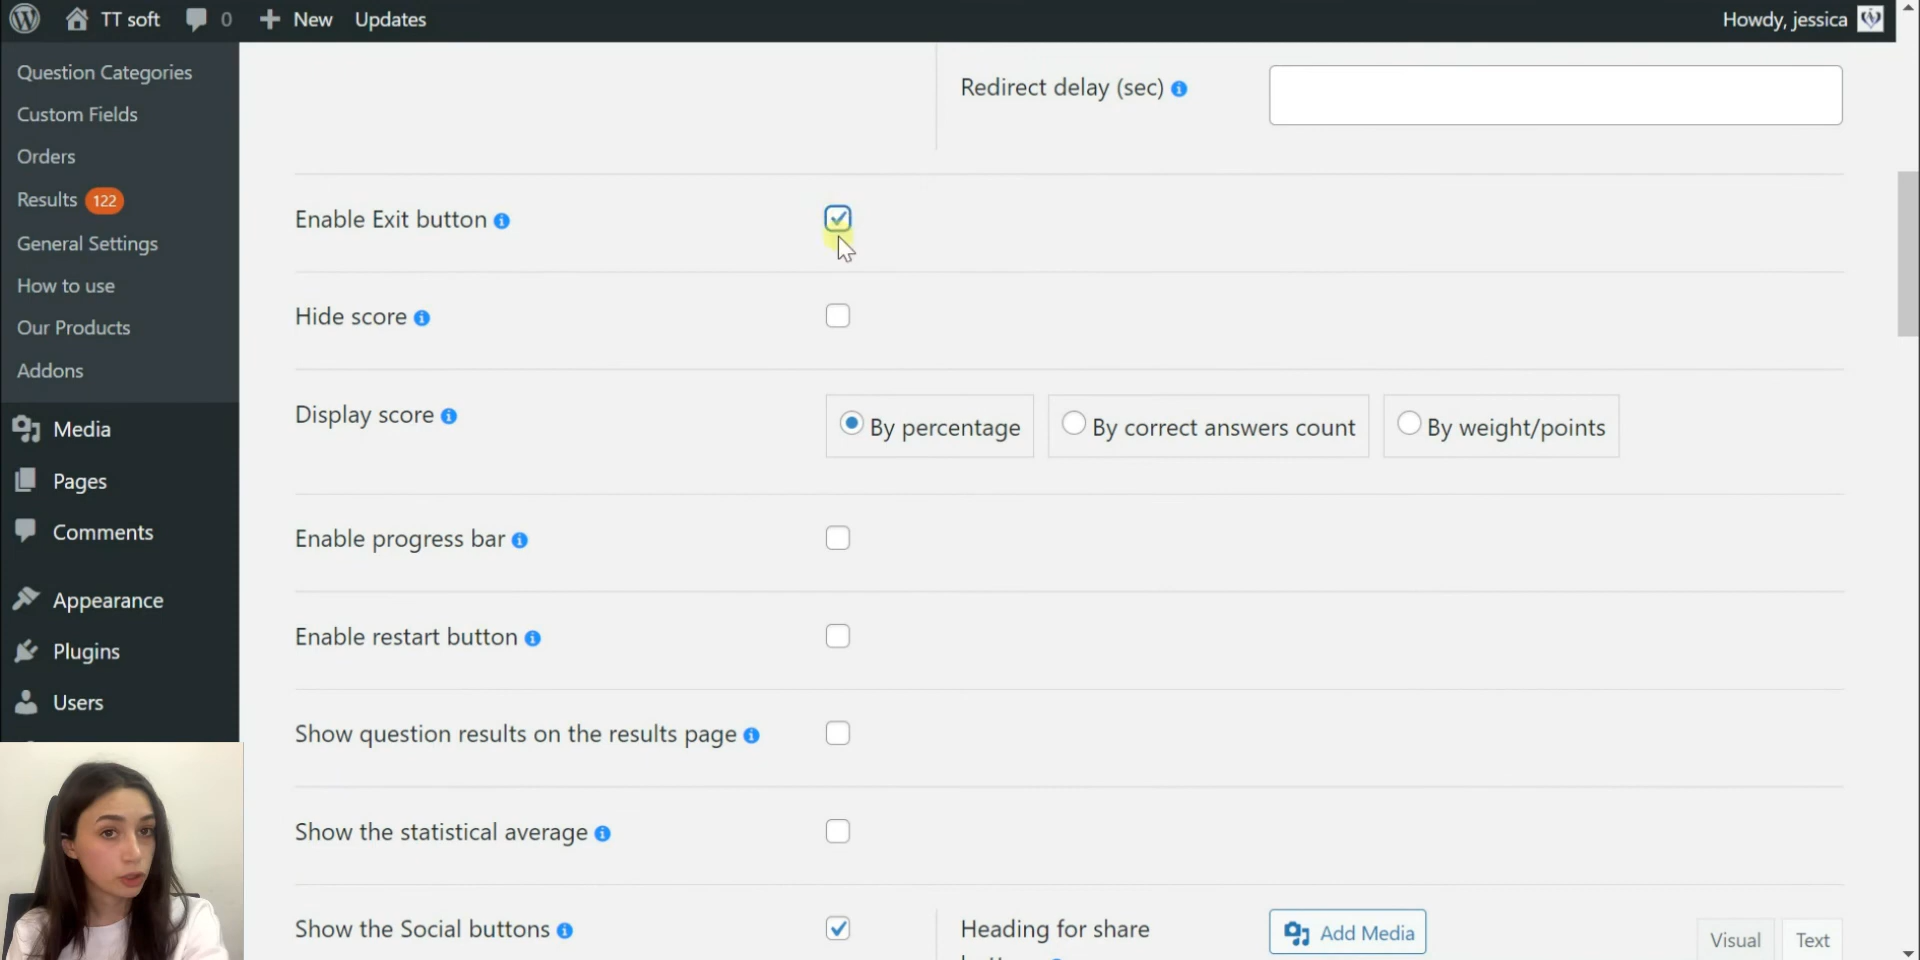 TT soft 0 New Updates Howdy, jessica
Question Categories
Custom Fields
Orders
Results 122
General Settings
How to use
Our Products
Addons
Media
Pages
Comments
Appearance
Plugins
Users
Redirect delay (sec)
Enable Exit button
Hide score
Display score By percentage By correct answers count By weight/points
Enable progress bar
Enable restart button
Show question results on the results page
Show the statistical average
Show the Social buttons Heading for share Add Media Visual Text